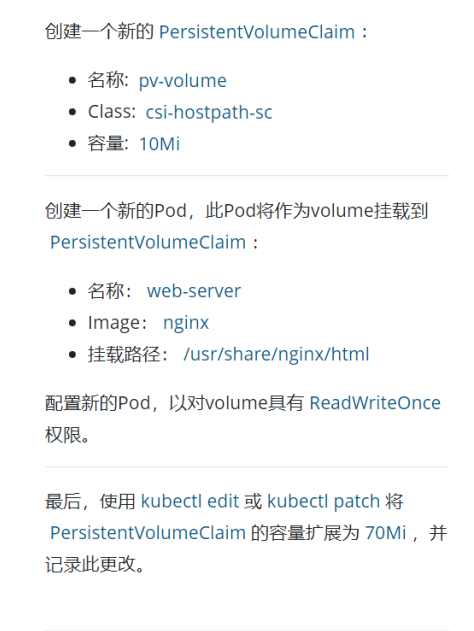 创建一个新的 PersistentVolumeClaim：
名称: pv-volume
Class: csi-hostpath-sc
容量: 10Mi
创建一个新的Pod，此Pod将作为volume挂载到
PersistentVolumeClaim：
名称： web-server
Image： nginx
挂载路径： /usr/share/nginx/html
配置新的Pod，以对volume具有 ReadWriteOnce
权限。
最后，使用 kubectl edit 或 kubectl patch 将
PersistentVolumeClaim 的容量扩展为 70Mi ，并
记录此更改。